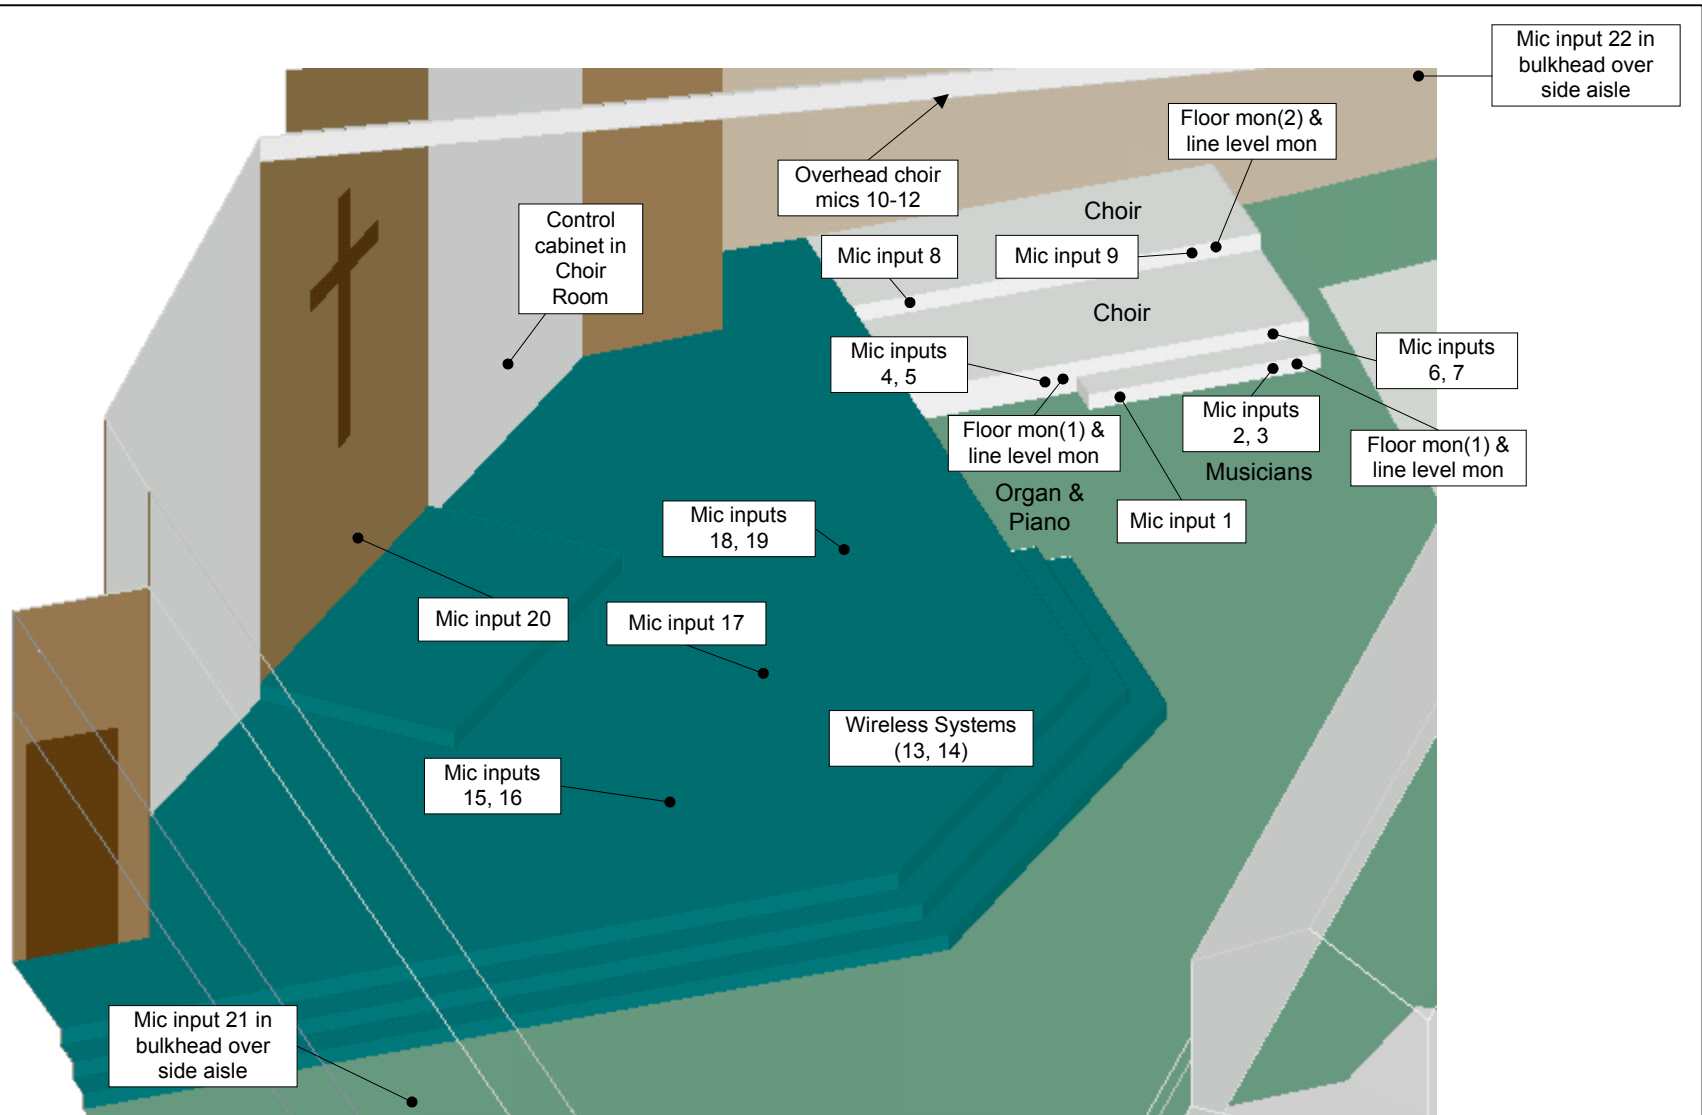 Mic input 22 in
bulkhead over
side aisle
Floor mon(2) &
line level mon
Overhead choir
mics 10-12
Control
cabinet in
Choir
Room
Choir
Mic input 8
Mic input 9
Choir
Mic inputs
4, 5
Mic inputs
6, 7
Floor mon(1) &
line level mon
Mic inputs
2, 3
Floor mon(1) &
line level mon
Musicians
Organ &
Piano
Mic input 1
Mic inputs
18, 19
Mic input 20
Mic input 17
Wireless Systems
(13, 14)
Mic inputs
15, 16
Mic input 21 in
bulkhead over
side aisle